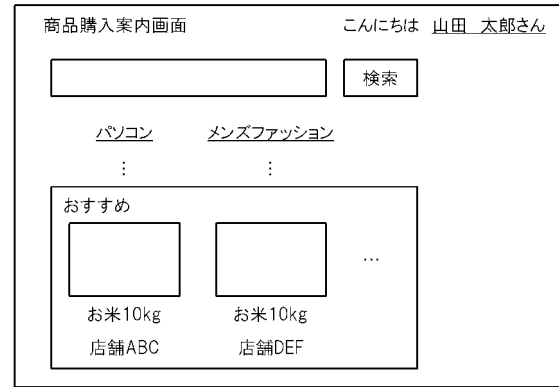 商品購入案内画面 こんにちは 山田 太郎さん
検索
パソコン メンズファッション
⋮ ⋮
おすすめ
…
お米10kg お米10kg
店舗ABC 店舗DEF